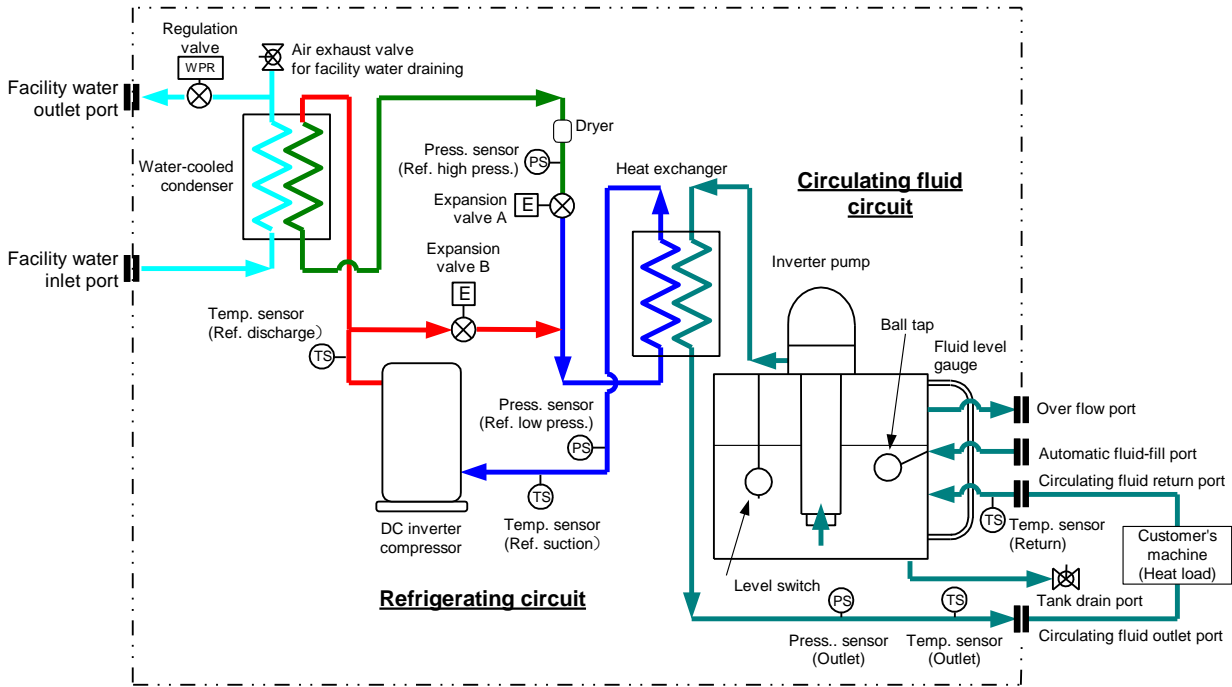 Regulation
valve
WPR
Air exhaust valve
for facility water draining
Facility water
outlet port
Water-cooled
condenser
Facility water
inlet port
Dryer
Press. sensor
(Ref. high press.)
PS
Expansion
valve A
E
Expansion
valve B
E
Heat exchanger
Circulating fluid
circuit
Inverter pump
Ball tap
Fluid level
gauge
Temp. sensor
(Ref. discharge)
TS
Press. sensor
(Ref. low press.)
PS
TS
Temp. sensor
(Ref. suction)
DC inverter
compressor
Refrigerating circuit
Level switch
Over flow port
Automatic fluid-fill port
Circulating fluid return port
TS
Temp. sensor
(Return)
Customer's
machine
(Heat load)
Tank drain port
PS
TS
Press.. sensor
(Outlet)
Temp. sensor
(Outlet)
Circulating fluid outlet port